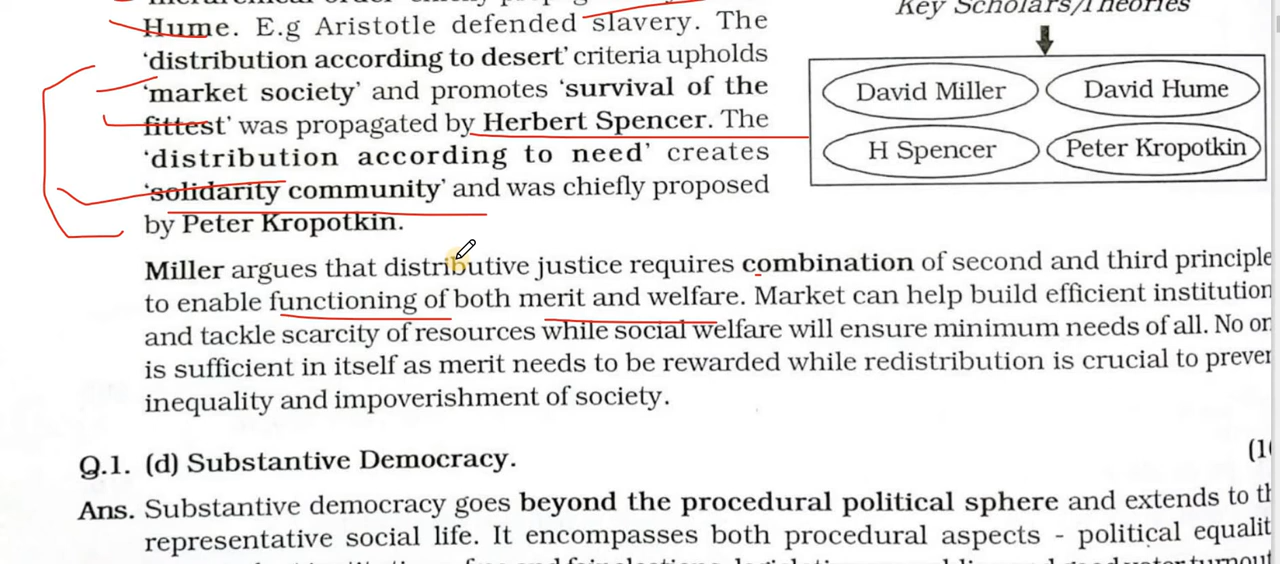 Hume. E.g Aristotle defended slavery. The
‘distribution according to desert’ criteria upholds
‘market society’ and promotes ‘survival of the
fittest’ was propagated by Herbert Spencer. The
‘distribution according to need’ creates
‘solidarity community’ and was chiefly proposed
by Peter Kropotkin.
Key Scholars/Theories
David Miller
David Hume
H Spencer
Peter Kropotkin
Miller argues that distributive justice requires combination of second and third principle
to enable functioning of both merit and welfare. Market can help build efficient institution
and tackle scarcity of resources while social welfare will ensure minimum needs of all. No
is sufficient in itself as merit needs to be rewarded while redistribution is crucial to
inequality and impoverishment of society.
Q.1. (d) Substantive Democracy.
Ans. Substantive democracy goes beyond the procedural political sphere and extends to
representative social life. It encompasses both procedural aspects - political